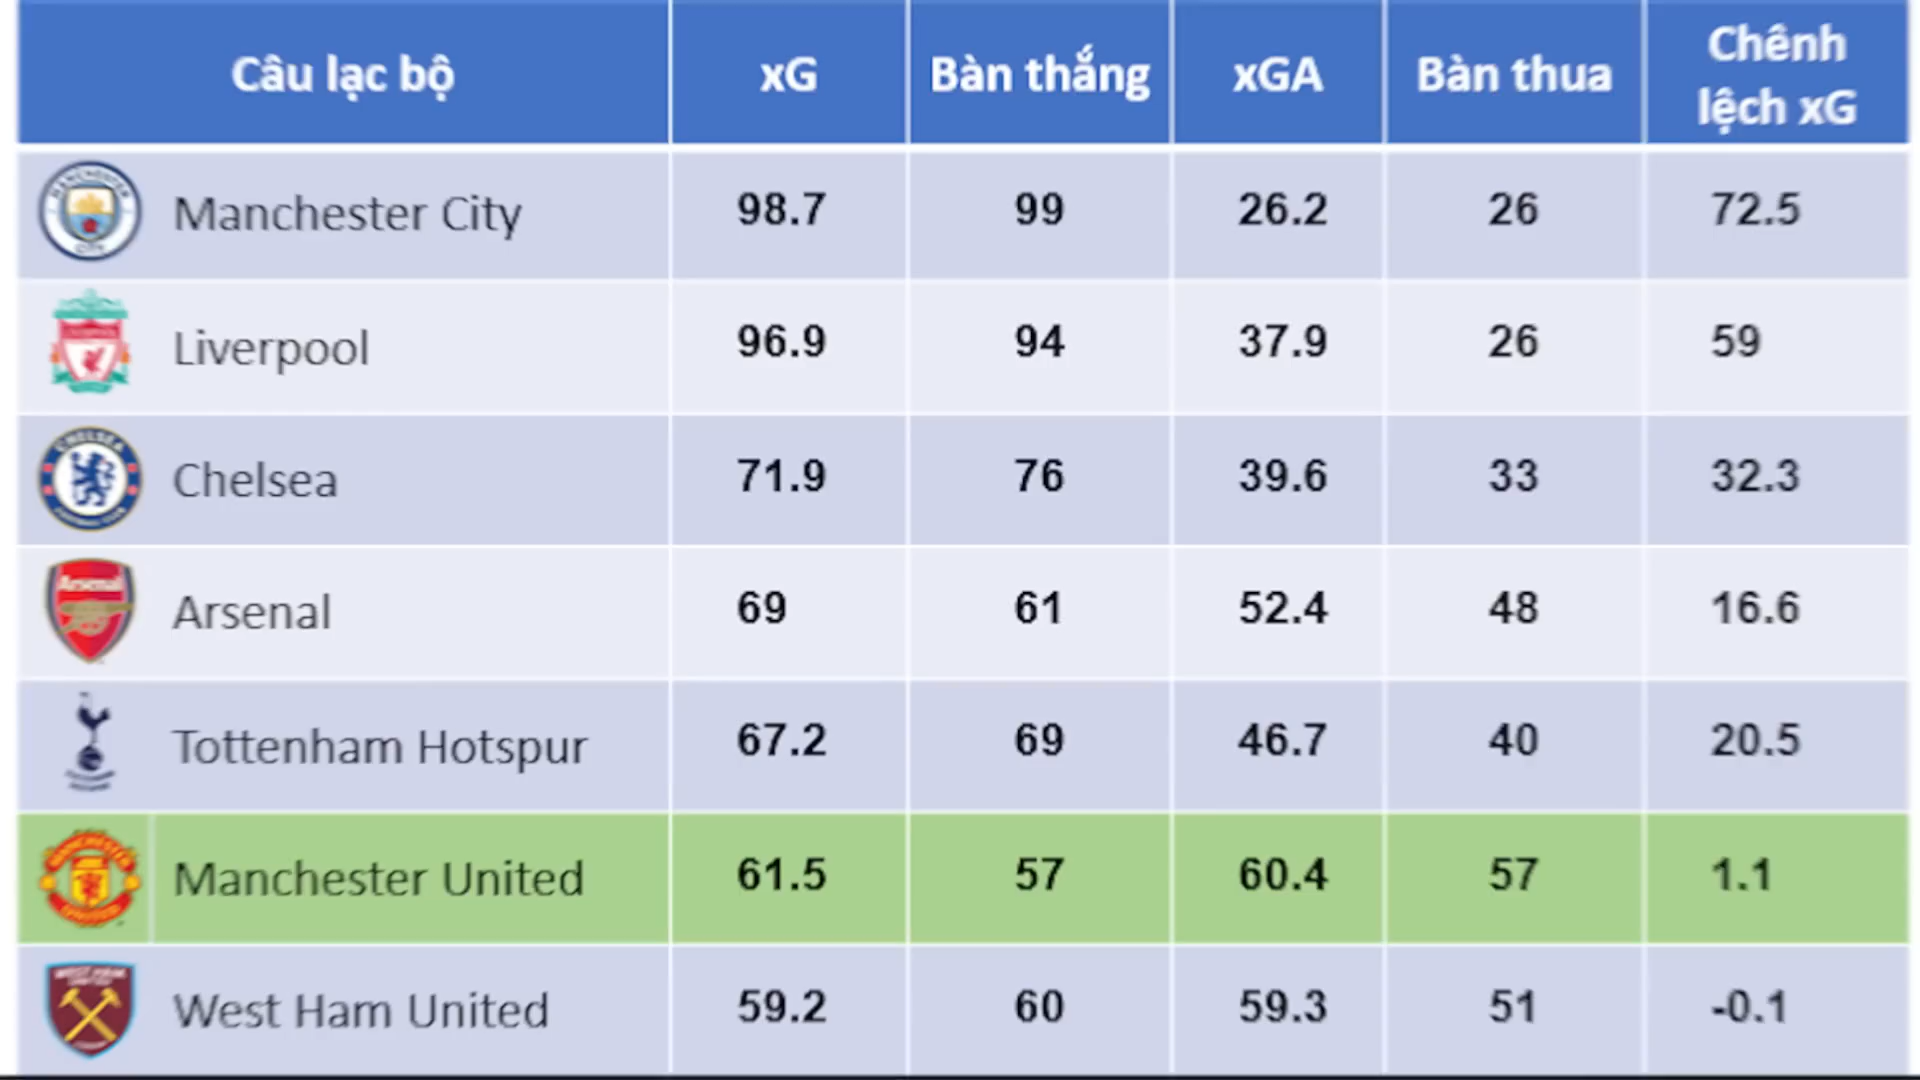 Câu lạc bộ xG Bàn thắng xGA Bàn thua Chênh lệch xG
Manchester City 98.7 99 26.2 26 72.5
Liverpool 96.9 94 37.9 26 59
Chelsea 71.9 76 39.6 33 32.3
Arsenal 69 61 52.4 48 16.6
Tottenham Hotspur 67.2 69 46.7 40 20.5
Manchester United 61.5 57 60.4 57 1.1
West Ham United 59.2 60 59.3 51 -0.1